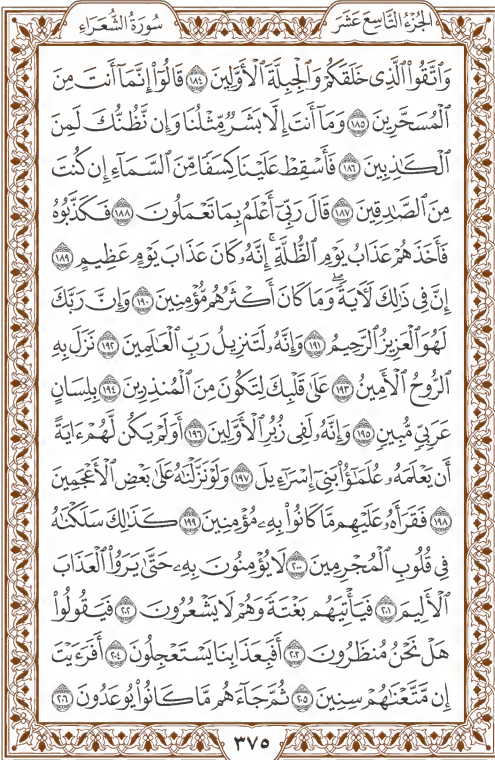 الجزء التاسع عشر
سورة الشعراء
وَٱتَّقُوا۟ ٱلَّذِى خَلَقَكُمْ وَٱلْجِبِلَّةَ ٱلْأَوَّلِينَ ١٨٤ قَالُوٓا۟ إِنَّمَآ أَنتَ مِنَ
ٱلْمُسَحَّرِينَ ١٨٥ وَمَآ أَنتَ إِلَّا بَشَرٌ مِّثْلُنَا وَإِن نَّظُنُّكَ لَمِنَ
ٱلْكَـٰذِبِينَ ١٨٦ فَأَسْقِطْ عَلَيْنَا كِسَفًا مِّنَ ٱلسَّمَآءِ إِن كُنتَ
مِنَ ٱلصَّـٰدِقِينَ ١٨٧ قَالَ رَبِّىٓ أَعْلَمُ بِمَا تَعْمَلُونَ ١٨٨ فَكَذَّبُوهُ
فَأَخَذَهُمْ عَذَابُ يَوْمِ ٱلظُّلَّةِ ۚ إِنَّهُۥ كَانَ عَذَابَ يَوْمٍ عَظِيمٍ ١٨٩
إِنَّ فِى ذَٰلِكَ لَـَٔايَةً ۖ وَمَا كَانَ أَكْثَرُهُم مُّؤْمِنِينَ ١٩٠ وَإِنَّ رَبَّكَ
لَهُوَ ٱلْعَزِيزُ ٱلرَّحِيمُ ١٩١ وَإِنَّهُۥ لَتَنزِيلُ رَبِّ ٱلْعَـٰلَمِينَ ١٩٢ نَزَلَ بِهِ
ٱلرُّوحُ ٱلْأَمِينُ ١٩٣ عَلَىٰ قَلْبِكَ لِتَكُونَ مِنَ ٱلْمُنذِرِينَ ١٩٤ بِلِسَانٍ
عَرَبِىٍّ مُّبِينٍ ١٩٥ وَإِنَّهُۥ لَفِى زُبُرِ ٱلْأَوَّلِينَ ١٩٦ أَوَلَمْ يَكُن لَّهُمْ ءَايَةً
أَن يَعْلَمَهُۥ عُلَمَـٰٓؤُا۟ بَنِىٓ إِسْرَٰٓءِيلَ ١٩٧ وَلَوْ نَزَّلْنَـٰهُ عَلَىٰ بَعْضِ ٱلْأَعْجَمِينَ
١٩٨ فَقَرَأَهُۥ عَلَيْهِم مَّا كَانُوا۟ بِهِۦ مُؤْمِنِينَ ١٩٩ كَذَٰلِكَ سَلَكْنَـٰهُ
فِى قُلُوبِ ٱلْمُجْرِمِينَ ٢٠٠ لَا يُؤْمِنُونَ بِهِۦ حَتَّىٰ يَرَوُا۟ ٱلْعَذَابَ
ٱلْأَلِيمَ ٢٠١ فَيَأْتِيَهُم بَغْتَةً وَهُمْ لَا يَشْعُرُونَ ٢٠٢ فَيَقُولُوا۟
هَلْ نَحْنُ مُنظَرُونَ ٢٠٣ أَفَبِعَذَابِنَا يَسْتَعْجِلُونَ ٢٠٤ أَفَرَءَيْتَ
إِن مَّتَّعْنَـٰهُمْ سِنِينَ ٢٠٥ ثُمَّ جَآءَهُم مَّا كَانُوا۟ يُوعَدُونَ ٢٠٦
٣٧٥